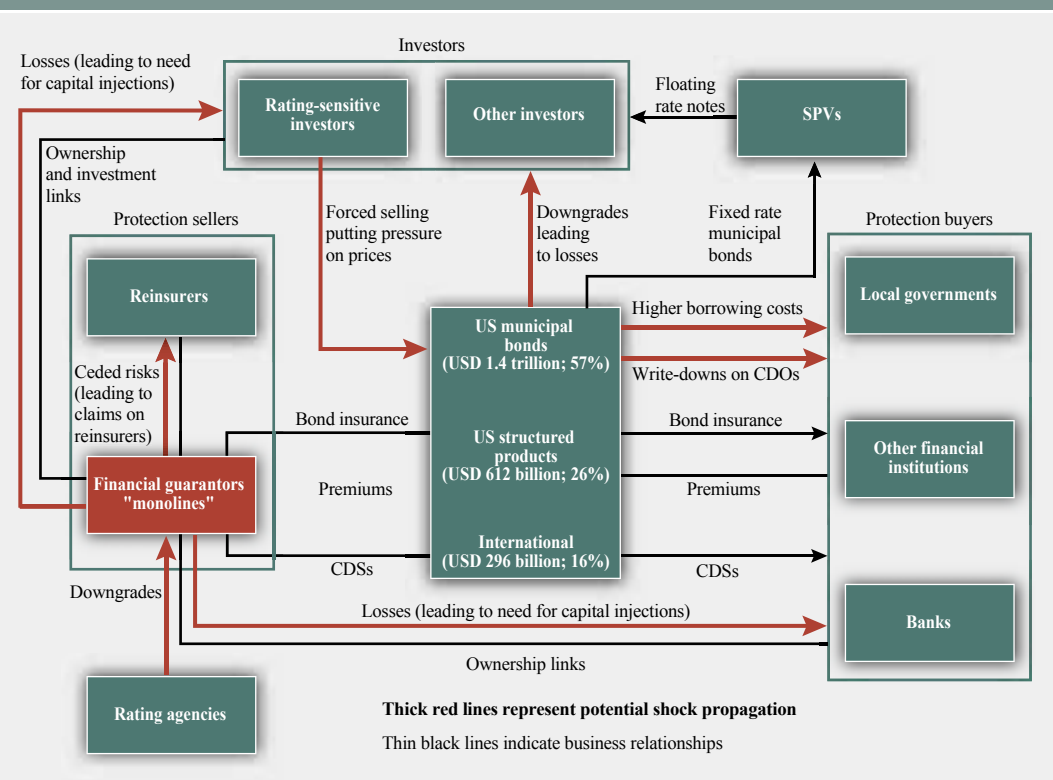 Investors
Losses (leading to need
for capital injections)
Rating-sensitive
investors
Other investors
Floating
rate notes
SPVs
Ownership
and investment
links
Protection sellers
Forced selling
putting pressure
on prices
Downgrades
leading
to losses
Fixed rate
municipal
bonds
Protection buyers
Reinsurers
Local governments
US municipal
bonds
(USD 1.4 trillion; 57%)
Higher borrowing costs
Write-downs on CDOs
Ceded risks
(leading to
claims on
reinsurers)
Bond insurance
Bond insurance
US structured
products
(USD 612 billion; 26%)
Other financial
institutions
Financial guarantors
"monolines"
Premiums
Premiums
International
(USD 296 billion; 16%)
CDSs
CDSs
Downgrades
Losses (leading to need for capital injections)
Banks
Ownership links
Rating agencies
Thick red lines represent potential shock propagation
Thin black lines indicate business relationships